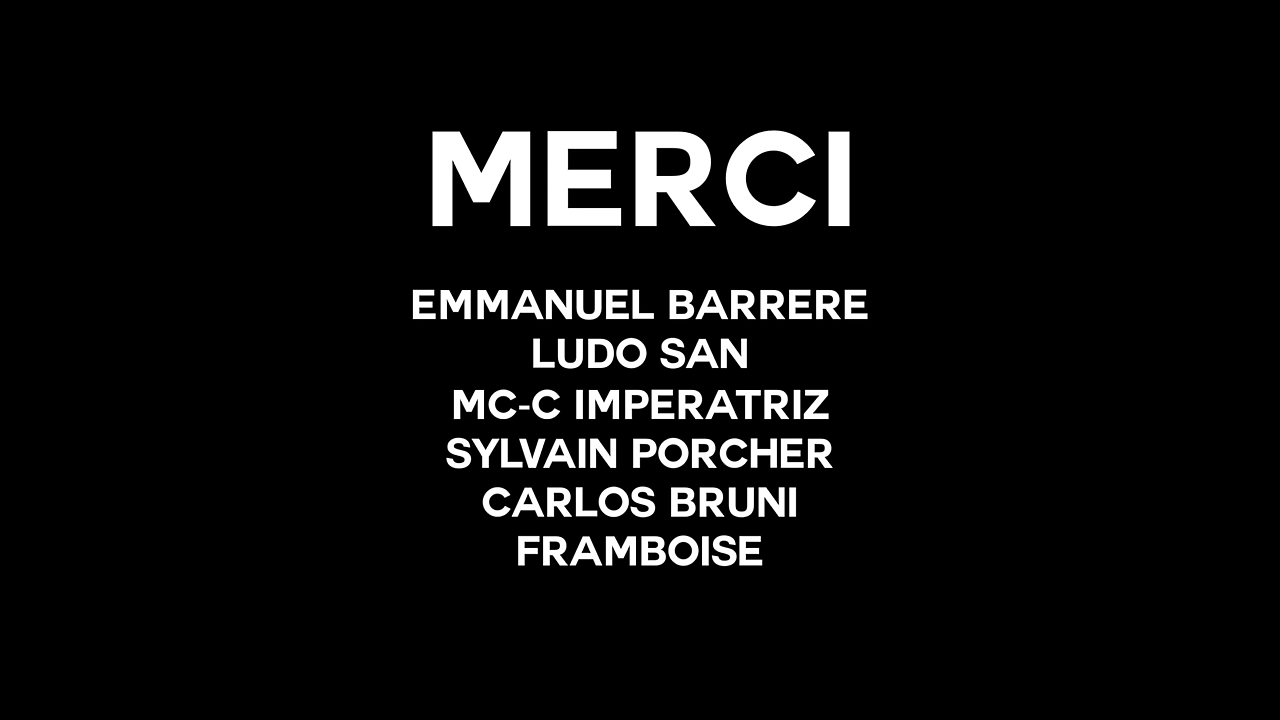 MERCI
EMMANUEL BARRERE
LUDO SAN
MC-C IMPERATRIZ
SYLVAIN PORCHER
CARLOS BRUNI
FRAMBOISE